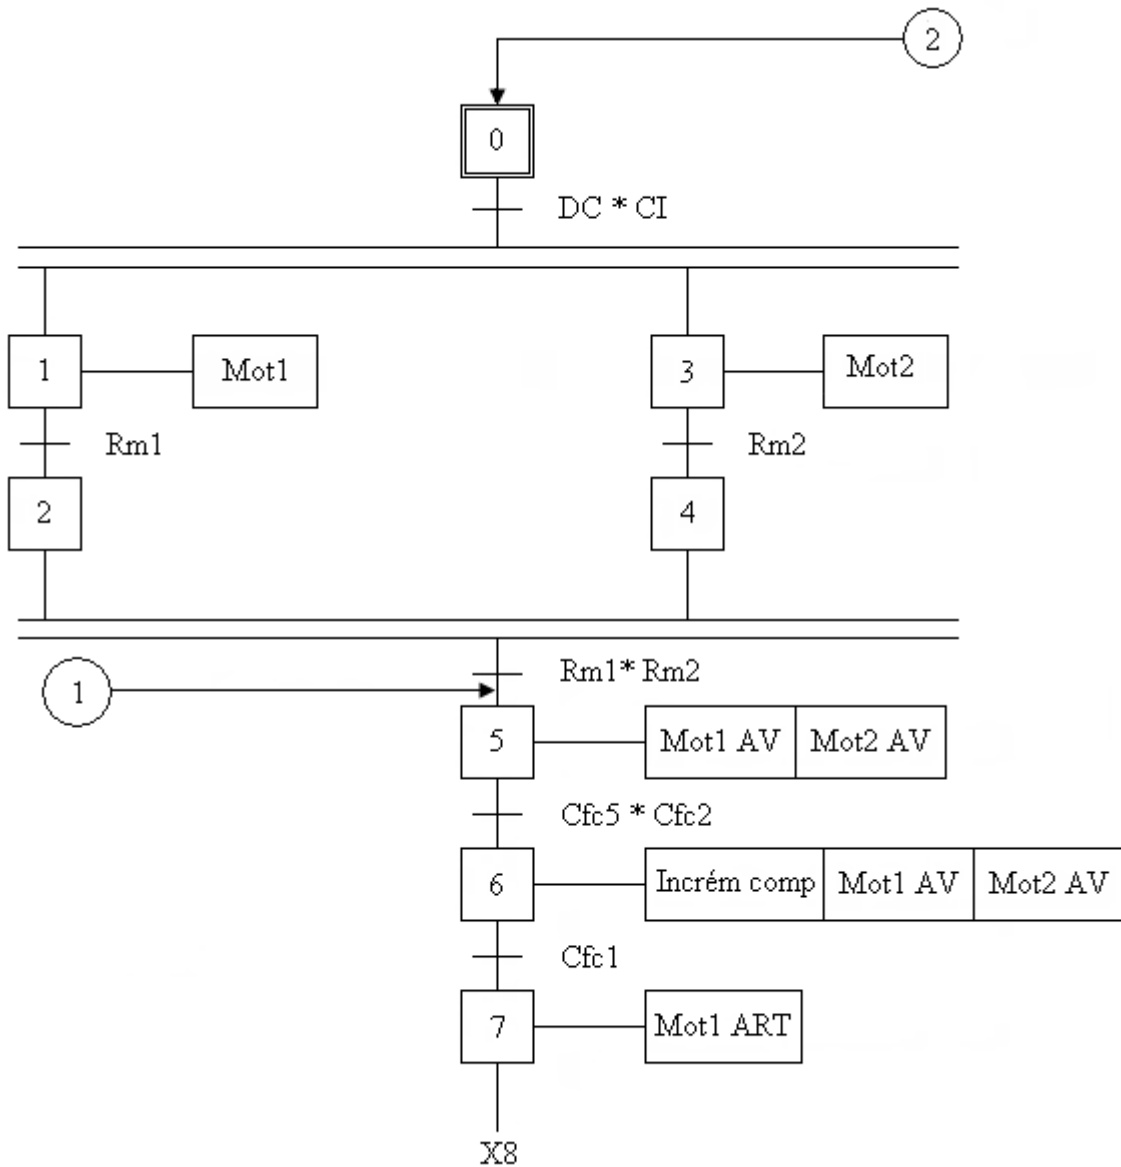 2
0
DC * CI
1 Mot1 3 Mot2
Rm1 Rm2
2 4
Rm1* Rm2
1
5 Mot1 AV Mot2 AV
Cfc5 * Cfc2
6 Incrém comp Mot1 AV Mot2 AV
Cfc1
7 Mot1 ART
X8